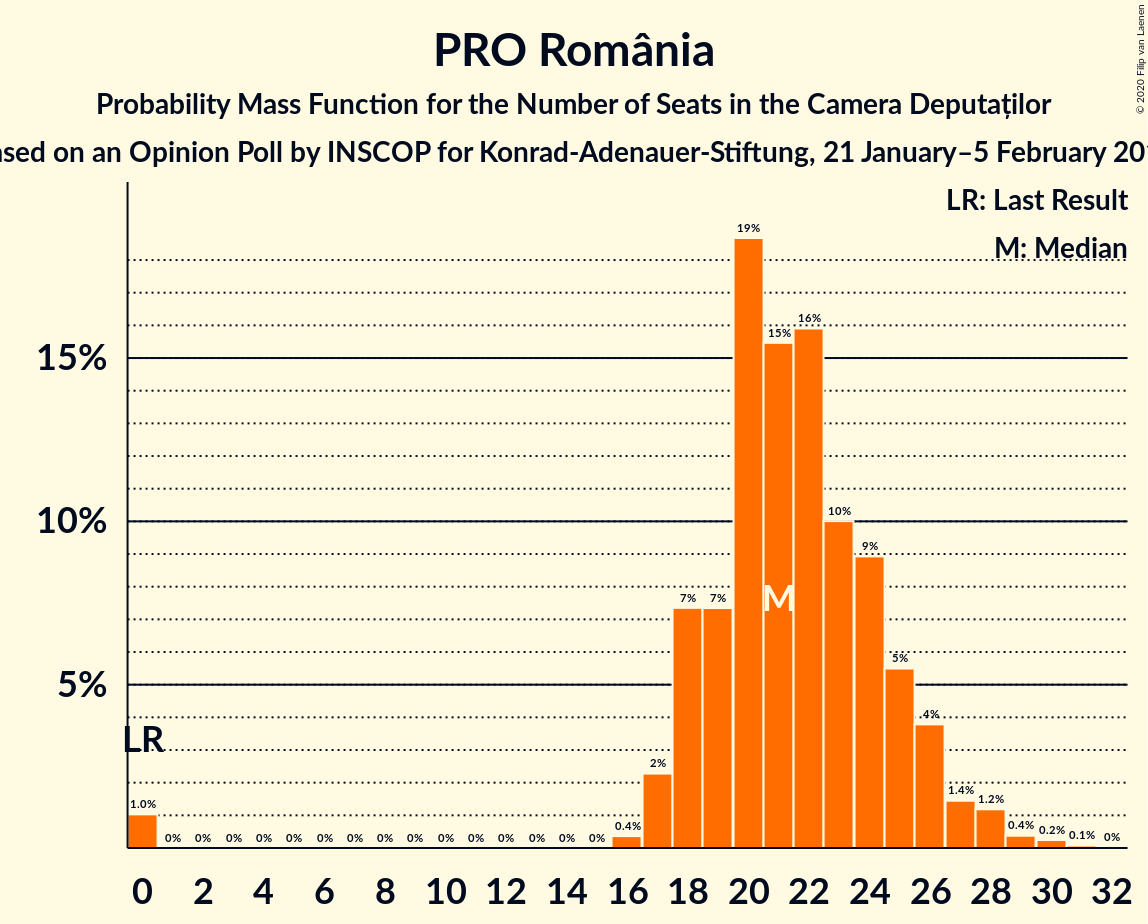 PRO România
Probability Mass Function for the Number of Seats in the Camera Deputaților
on an Opinion Poll by INSCOP for Konrad-Adenauer-Stiftung, 21 January–5 February
© 2020 Filip van Laenen
LR: Last Result
M: Median
19%
16%
15%
15%
10%
10%
9%
7% 7%
M
5%
5%
4%
LR
2%
1.4%
1.2%
1.0%
0.4%
0.4%
0.2%
0.1%
0% 0% 0% 0% 0% 0% 0% 0% 0% 0% 0% 0% 0% 0% 0% 0%
0 2 4 6 8 10 12 14 16 18 20 22 24 26 28 30 32